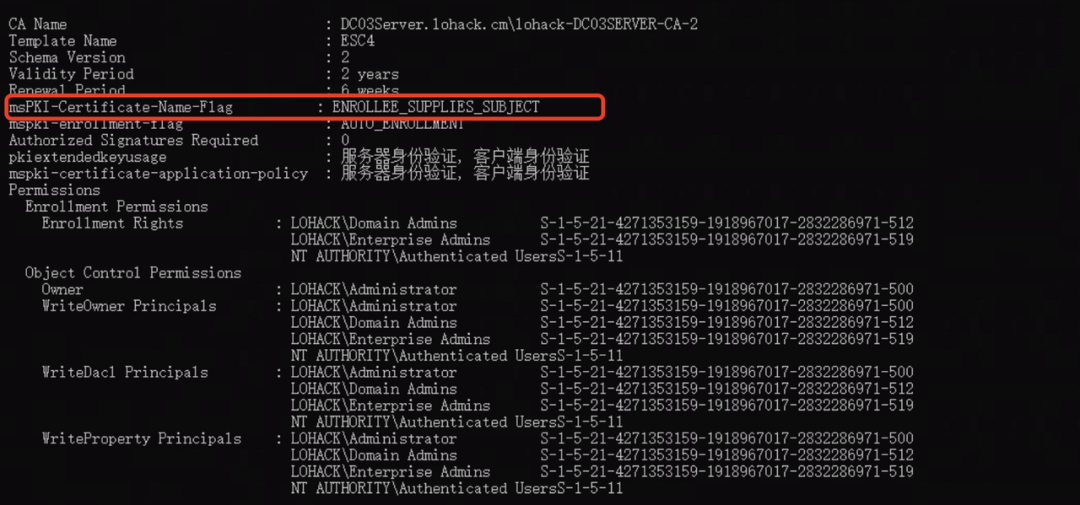 CA Name : DC03Server.lohack.cm\lohack-DC03SERVER-CA-2
Template Name : ESC4
Schema Version : 2
Validity Period : 2 years
Renewal Period : 6 weeks
msPKI-Certificate-Name-Flag : ENROLLEE_SUPPLIES_SUBJECT
mspki-enrollment-flag : AUTO_ENROLLMENT
Authorized Signatures Required : 0
pkiextendedkeyusage : 服务器身份验证, 客户端身份验证
mspki-certificate-application-policy : 服务器身份验证, 客户端身份验证
Permissions
Enrollment Permissions
Enrollment Rights : LOHACK\Domain Admins S-1-5-21-4271353159-1918967017-2832286971-512
LOHACK\Enterprise Admins S-1-5-21-4271353159-1918967017-2832286971-519
NT AUTHORITY\Authenticated UsersS-1-5-11
Object Control Permissions
Owner : LOHACK\Administrator S-1-5-21-4271353159-1918967017-2832286971-500
WriteOwner Principals : LOHACK\Administrator S-1-5-21-4271353159-1918967017-2832286971-500
LOHACK\Domain Admins S-1-5-21-4271353159-1918967017-2832286971-512
LOHACK\Enterprise Admins S-1-5-21-4271353159-1918967017-2832286971-519
NT AUTHORITY\Authenticated UsersS-1-5-11
WriteDacl Principals : LOHACK\Administrator S-1-5-21-4271353159-1918967017-2832286971-500
LOHACK\Domain Admins S-1-5-21-4271353159-1918967017-2832286971-512
LOHACK\Enterprise Admins S-1-5-21-4271353159-1918967017-2832286971-519
NT AUTHORITY\Authenticated UsersS-1-5-11
WriteProperty Principals : LOHACK\Administrator S-1-5-21-4271353159-1918967017-2832286971-500
LOHACK\Domain Admins S-1-5-21-4271353159-1918967017-2832286971-512
LOHACK\Enterprise Admins S-1-5-21-4271353159-1918967017-2832286971-519
NT AUTHORITY\Authenticated UsersS-1-5-11